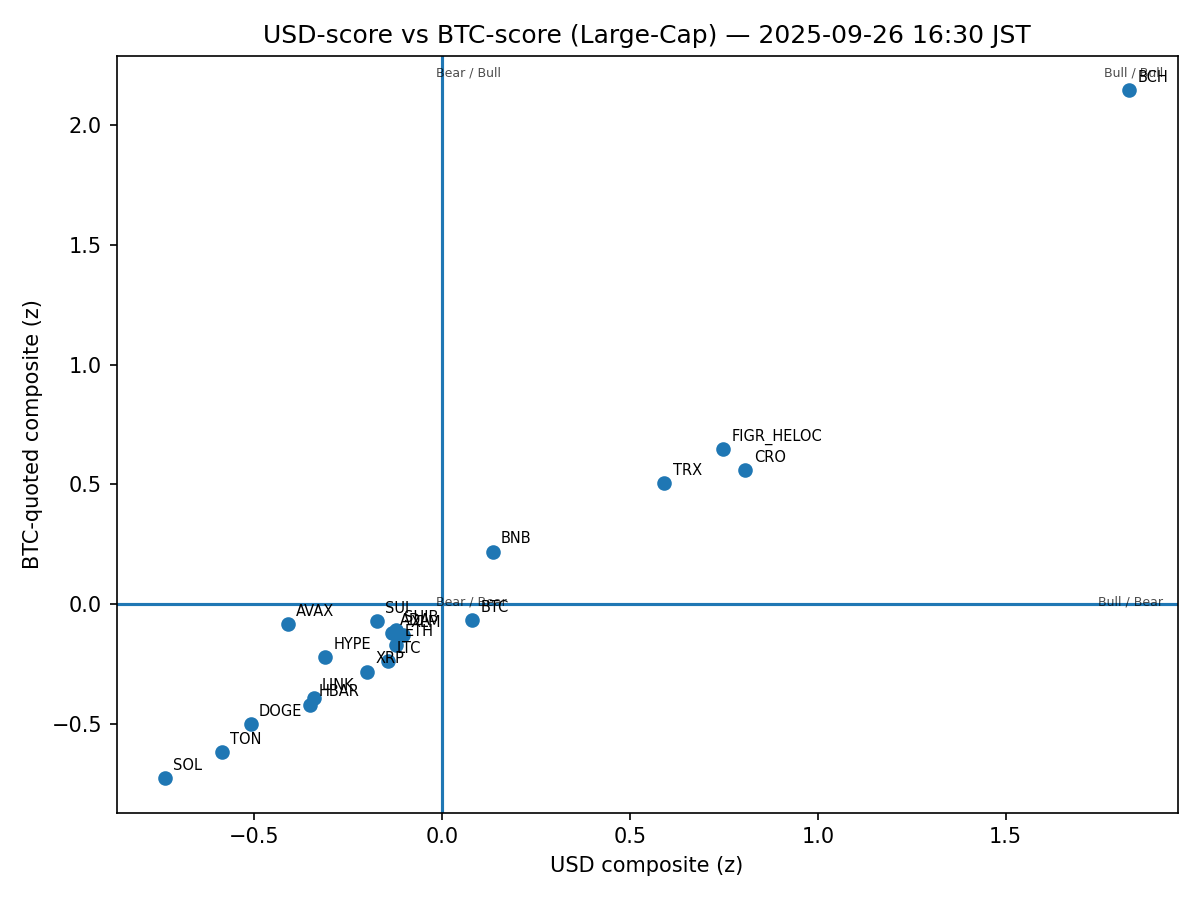 USD-score vs BTC-score (Large-Cap) — 2025-09-26 16:30 JST
Bear / Bull
Bull / Bull
BCH
2.0
1.5
1.0
FIGR_HELOC
CRO
TRX
0.5
BNB
0.0
Bear / Bear
BTC
Bull / Bear
AVAX
SUI
SHIB
ETH
HYPE
LTC
XRP
LINK
HBAR
DOGE
−0.5
TON
SOL
−0.5
0.0
0.5
1.0
1.5
USD composite (z)
BTC-quoted composite (z)